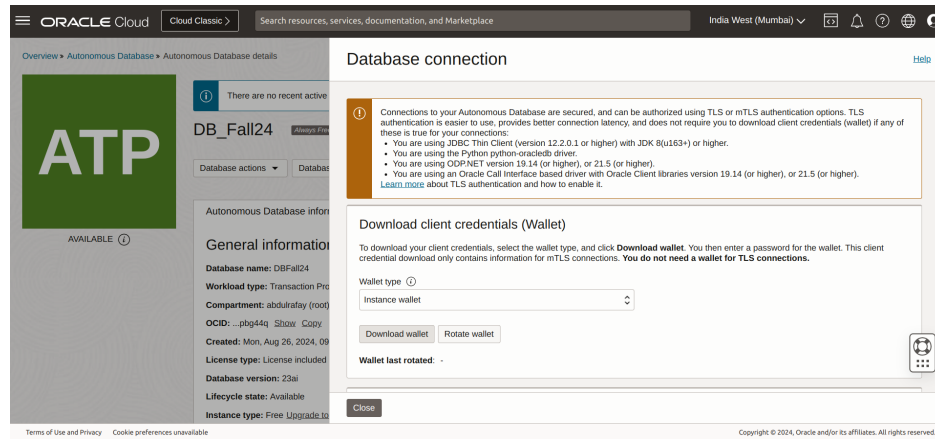 ORACLE Cloud
Cloud Classic >
Search resources, services, documentation, and Marketplace
India West (Mumbai)
Overview » Autonomous Database » Autonomous Database details
ATP
AVAILABLE
There are no recent active
DB_Fall24
Always Free
Database actions
Databas
Autonomous Database infor
General information
Database name: DBFall24
Workload type: Transaction Pro
Compartment: abdulrafay (root)
OCID: ...pbg44q Show Copy
Created: Mon, Aug 26, 2024, 09
License type: License included
Database version: 23ai
Lifecycle state: Available
Instance type: Free Upgrade to
Database connection
Help
Connections to your Autonomous Database are secured, and can be authorized using TLS or mTLS authentication options. TLS
authentication is easier to use, provides better connection latency, and does not require you to download client credentials (wallet) if any of
these is true for your connections:
• You are using JDBC Thin Client (version 12.2.0.1 or higher) with JDK 8(u163+) or higher.
• You are using the Python python-oracledb driver.
• You are using ODP.NET version 19.14 (or higher), or 21.5 (or higher).
• You are using an Oracle Call Interface based driver with Oracle Client libraries version 19.14 (or higher), or 21.5 (or higher).
Learn more about TLS authentication and how to enable it.
Download client credentials (Wallet)
To download your client credentials, select the wallet type, and click Download wallet. You then enter a password for the wallet. This client
credential download only contains information for mTLS connections. You do not need a wallet for TLS connections.
Wallet type
Instance wallet
Download wallet
Rotate wallet
Wallet last rotated: -
Close
Terms of Use and Privacy
Cookie preferences unavailable
Copyright © 2024, Oracle and/or its affiliates. All rights reserved.